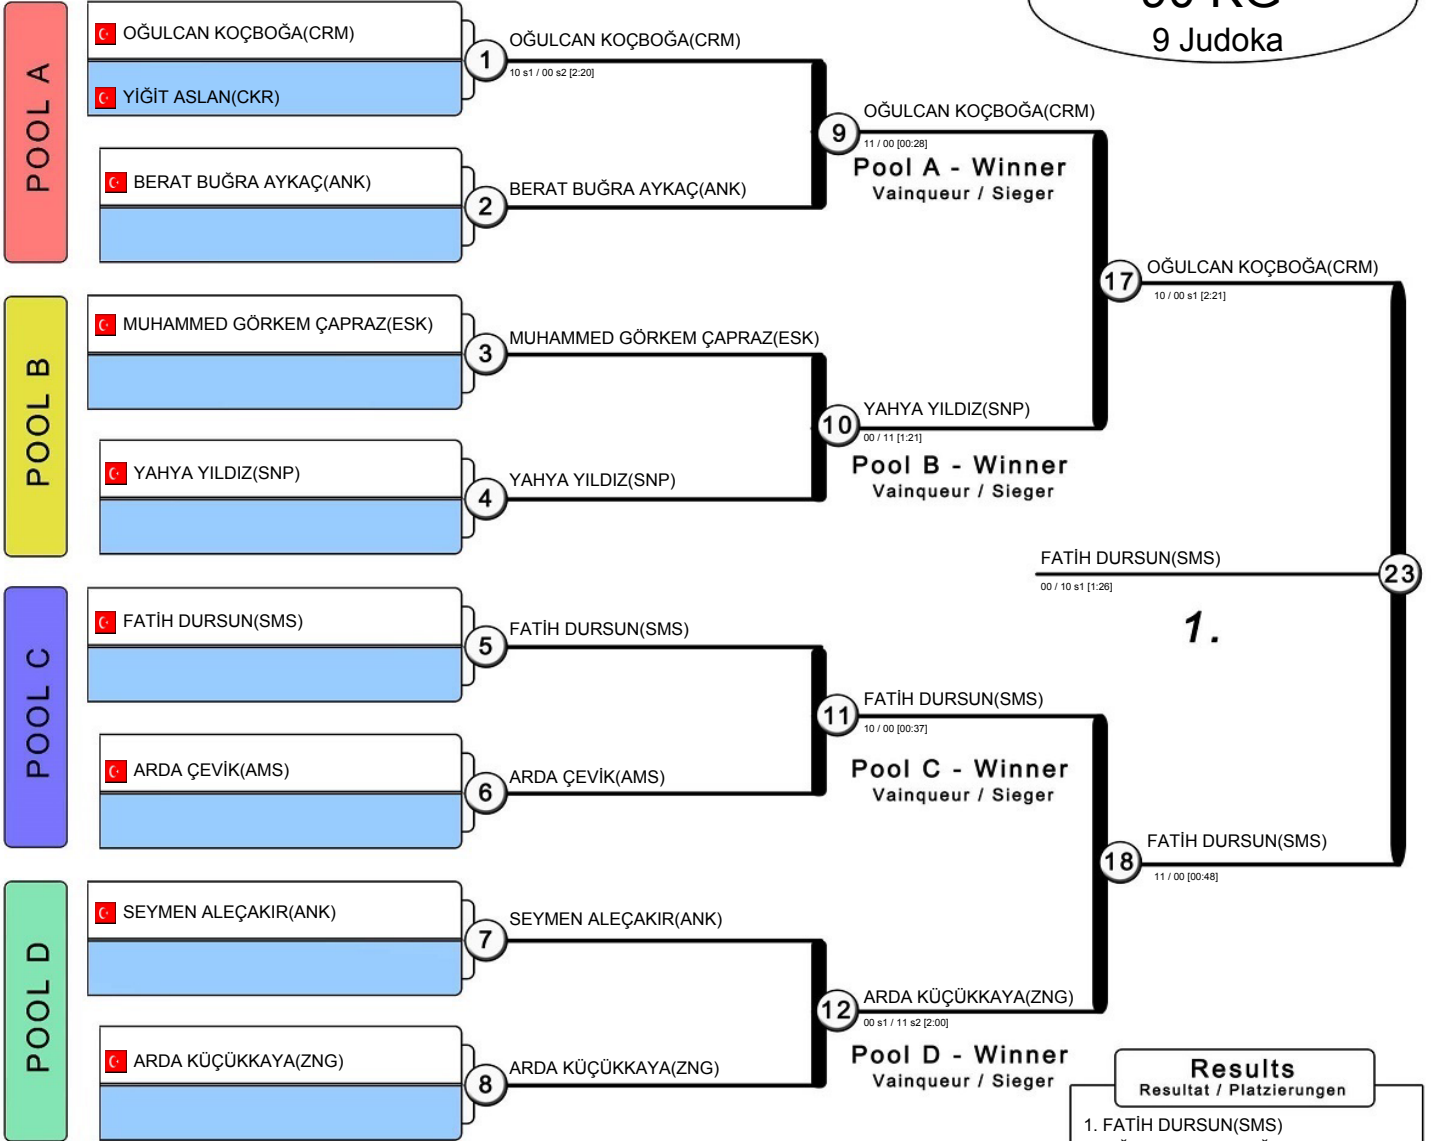 90 KG
9 Judoka
POOL A
OĞULCAN KOÇBOĞA(CRM)
YİĞİT ASLAN(CKR)
1
OĞULCAN KOÇBOĞA(CRM)
10 s1 / 00 s2 [2:20]
BERAT BUĞRA AYKAÇ(ANK)
2
BERAT BUĞRA AYKAÇ(ANK)
9
OĞULCAN KOÇBOĞA(CRM)
11 / 00 [00:28]
Pool A - Winner
Vainqueur / Sieger
POOL B
MUHAMMED GÖRKEM ÇAPRAZ(ESK)
3
MUHAMMED GÖRKEM ÇAPRAZ(ESK)
YAHYA YILDIZ(SNP)
4
YAHYA YILDIZ(SNP)
10
YAHYA YILDIZ(SNP)
00 / 11 [1:21]
Pool B - Winner
Vainqueur / Sieger
17
OĞULCAN KOÇBOĞA(CRM)
10 / 00 s1 [2:21]
POOL C
FATİH DURSUN(SMS)
5
FATİH DURSUN(SMS)
ARDA ÇEVİK(AMS)
6
ARDA ÇEVİK(AMS)
11
FATİH DURSUN(SMS)
10 / 00 [00:37]
Pool C - Winner
Vainqueur / Sieger
POOL D
SEYMEN ALEÇAKIR(ANK)
7
SEYMEN ALEÇAKIR(ANK)
ARDA KÜÇÜKKAYA(ZNG)
8
ARDA KÜÇÜKKAYA(ZNG)
12
ARDA KÜÇÜKKAYA(ZNG)
00 s1 / 11 s2 [2:00]
Pool D - Winner
Vainqueur / Sieger
18
FATİH DURSUN(SMS)
11 / 00 [00:48]
23
FATİH DURSUN(SMS)
00 / 10 s1 [1:26]
1.
Results
Resultat / Platzierungen
1. FATİH DURSUN(SMS)